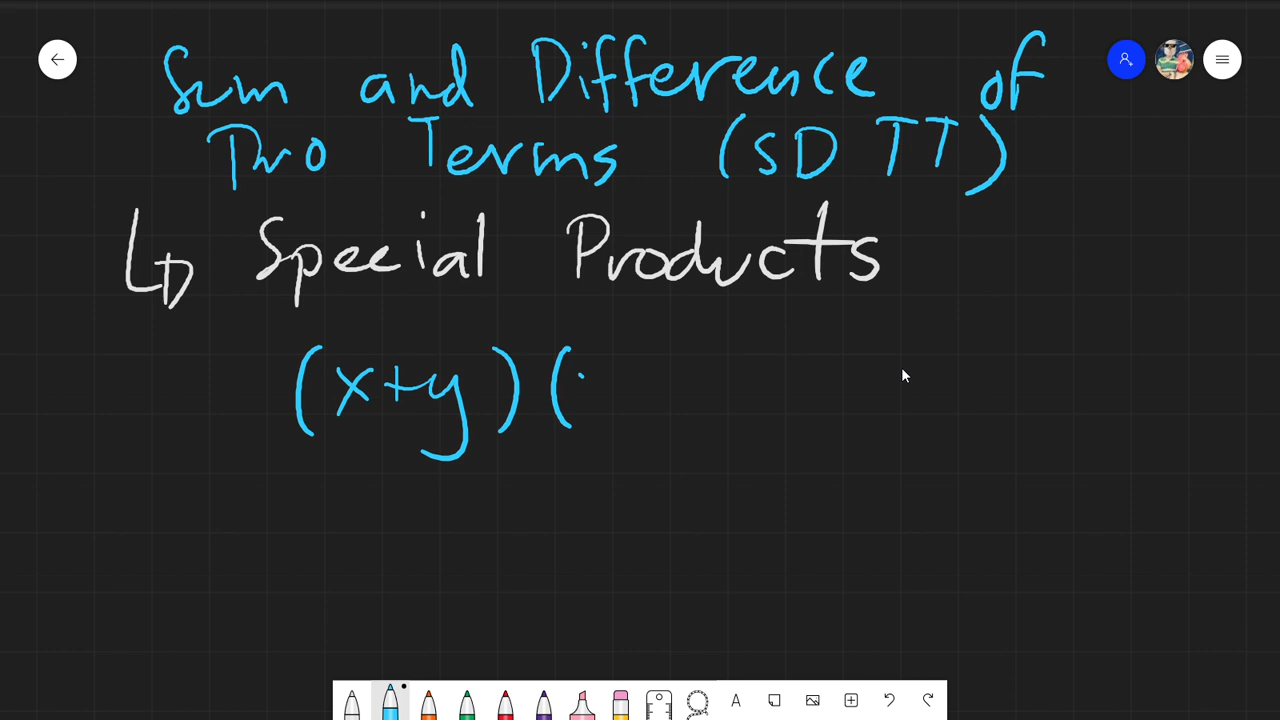 Sum and Difference of
Two Terms (SDTT)
↳ Special Products
(x+y)(